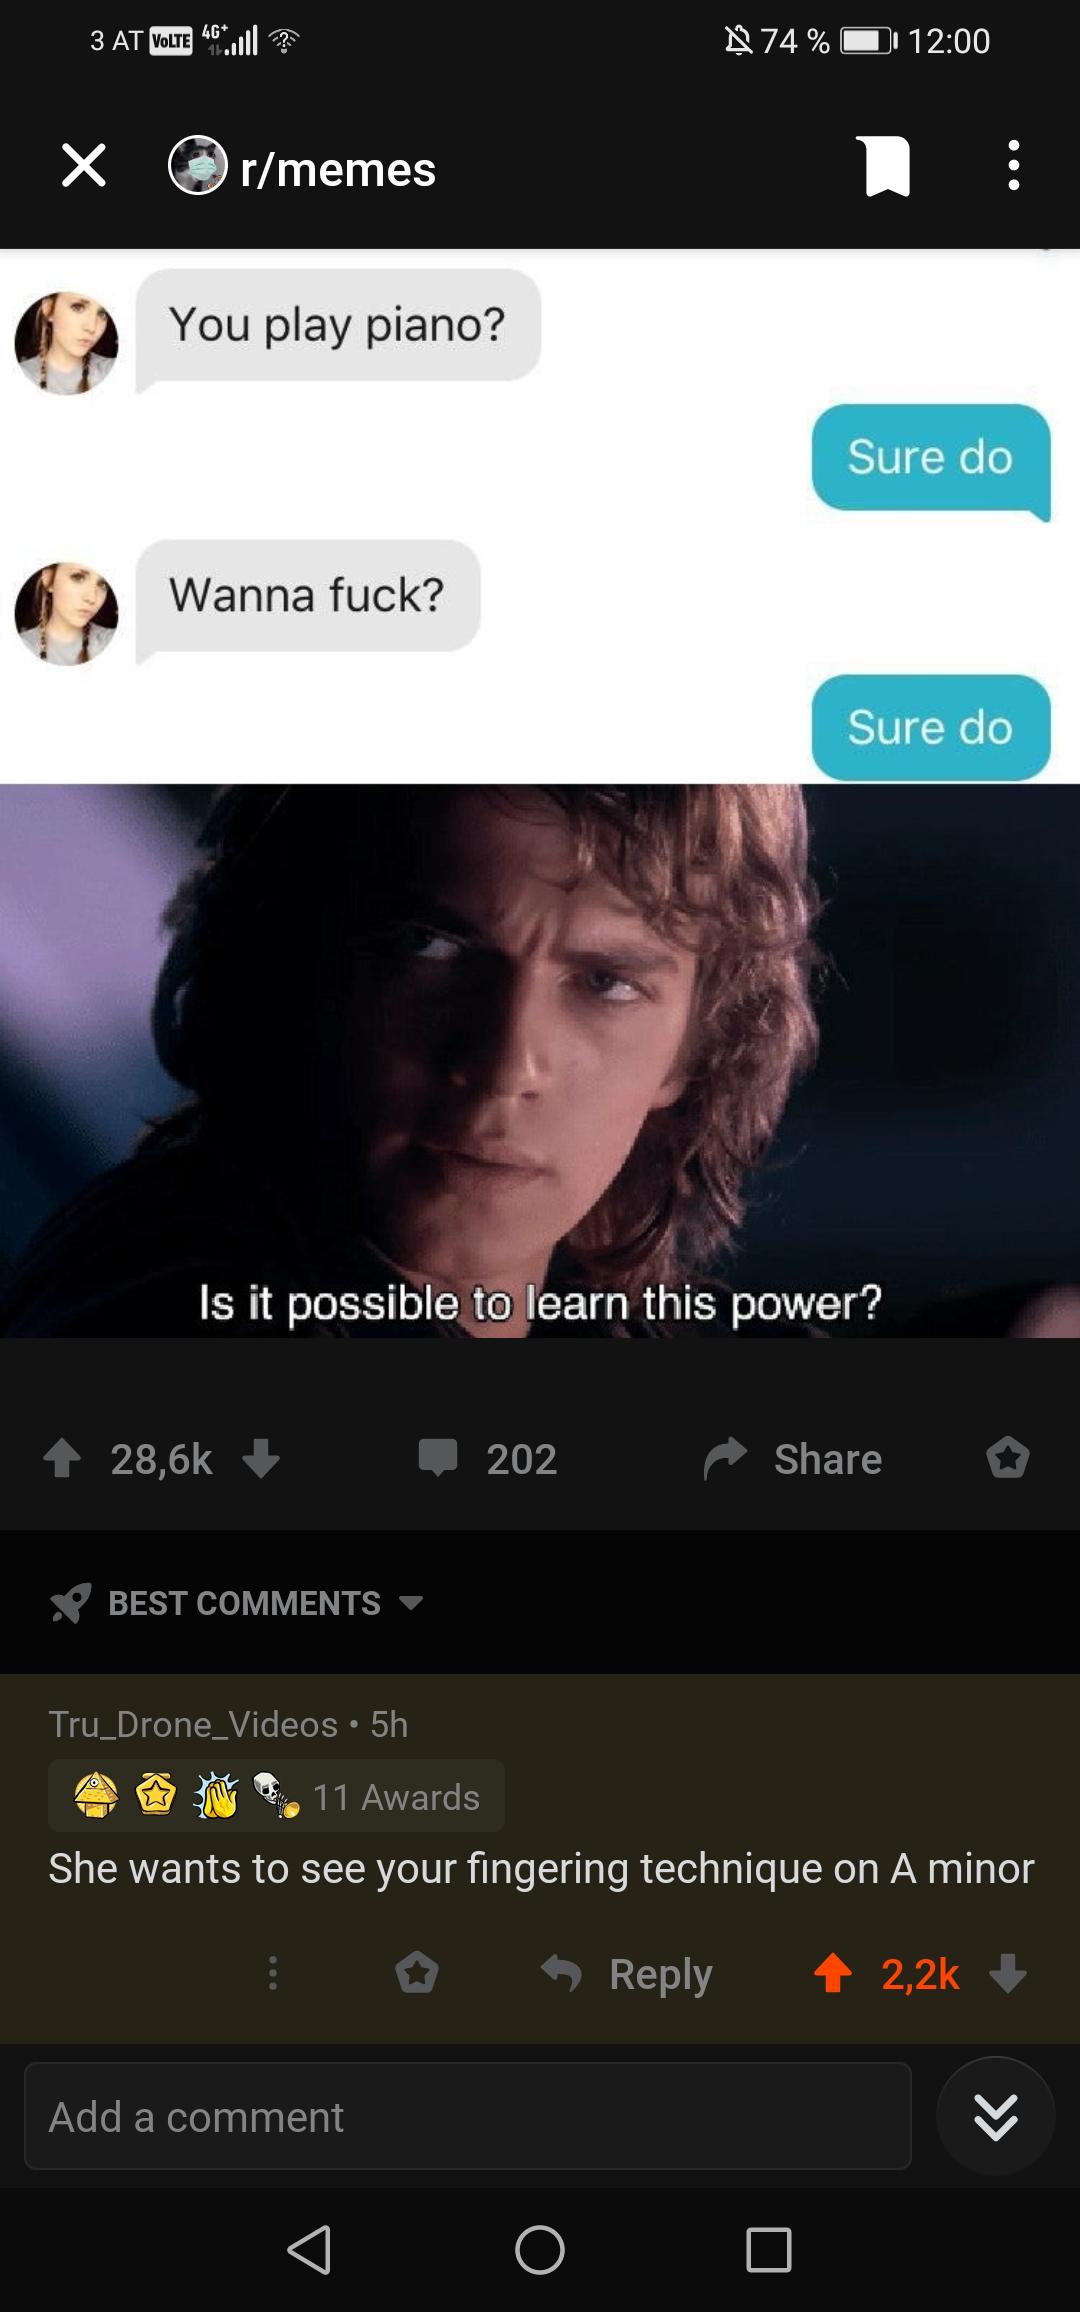 3 AT VoLTE 4G+ 74 % 12:00
r/memes
You play piano?
Sure do
Wanna fuck?
Sure do
Is it possible to learn this power?
28,6k 202 Share
BEST COMMENTS
Tru_Drone_Videos • 5h
11 Awards
She wants to see your fingering technique on A minor
Reply 2,2k
Add a comment